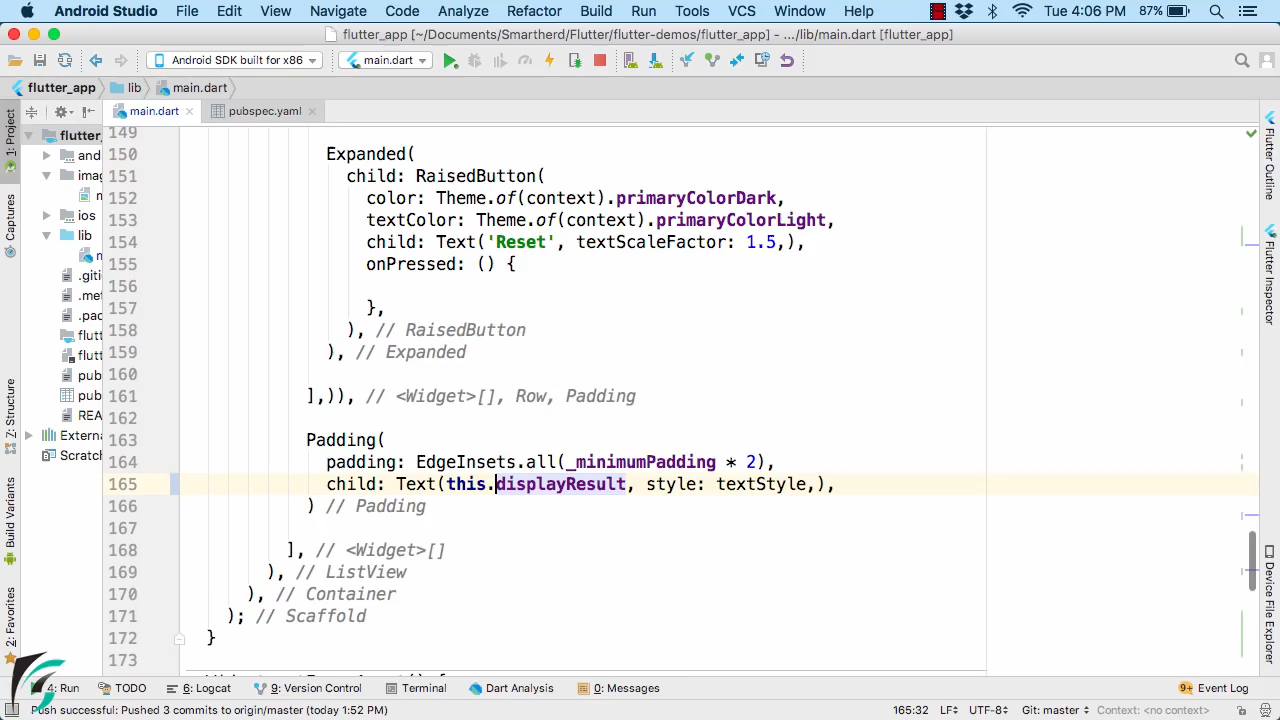 Android Studio File Edit View Navigate Code Analyze Refactor Build Run Tools VCS Window Help Tue 4:06 PM 87%
flutter_app [~/Documents/Smartherd/Flutter/flutter-demos/flutter_app] - .../lib/main.dart [flutter_app]
Android SDK built for x86 main.dart
flutter_app lib main.dart
main.dart pubspec.yaml
1: Project
Captures
7: Structure
Build Variants
2: Favorites
flutter_
and
imag
m
ios
lib
m
.giti
.me
.pac
flutt
flutt
pub
pub
REA
Extern
Scratch
149
150 Expanded(
151 child: RaisedButton(
152 color: Theme.of(context).primaryColorDark,
153 textColor: Theme.of(context).primaryColorLight,
154 child: Text('Reset', textScaleFactor: 1.5,),
155 onPressed: () {
156
157 },
158 ), // RaisedButton
159 ), // Expanded
160
161 ],)), // <Widget>[], Row, Padding
162
163 Padding(
164 padding: EdgeInsets.all(_minimumPadding * 2),
165 child: Text(this.displayResult, style: textStyle,),
166 ) // Padding
167
168 ], // <Widget>[]
169 ), // ListView
170 ), // Container
171 ); // Scaffold
172 }
173
Flutter Outline
Flutter Inspector
Device File Explorer
4: Run TODO 6: Logcat 9: Version Control Terminal Dart Analysis 0: Messages 9+ Event Log
Push successful: Pushed 3 commits to origin/master (today 1:52 PM) 165:32 LF÷ UTF-8÷ Git: master÷ Context: <no context>